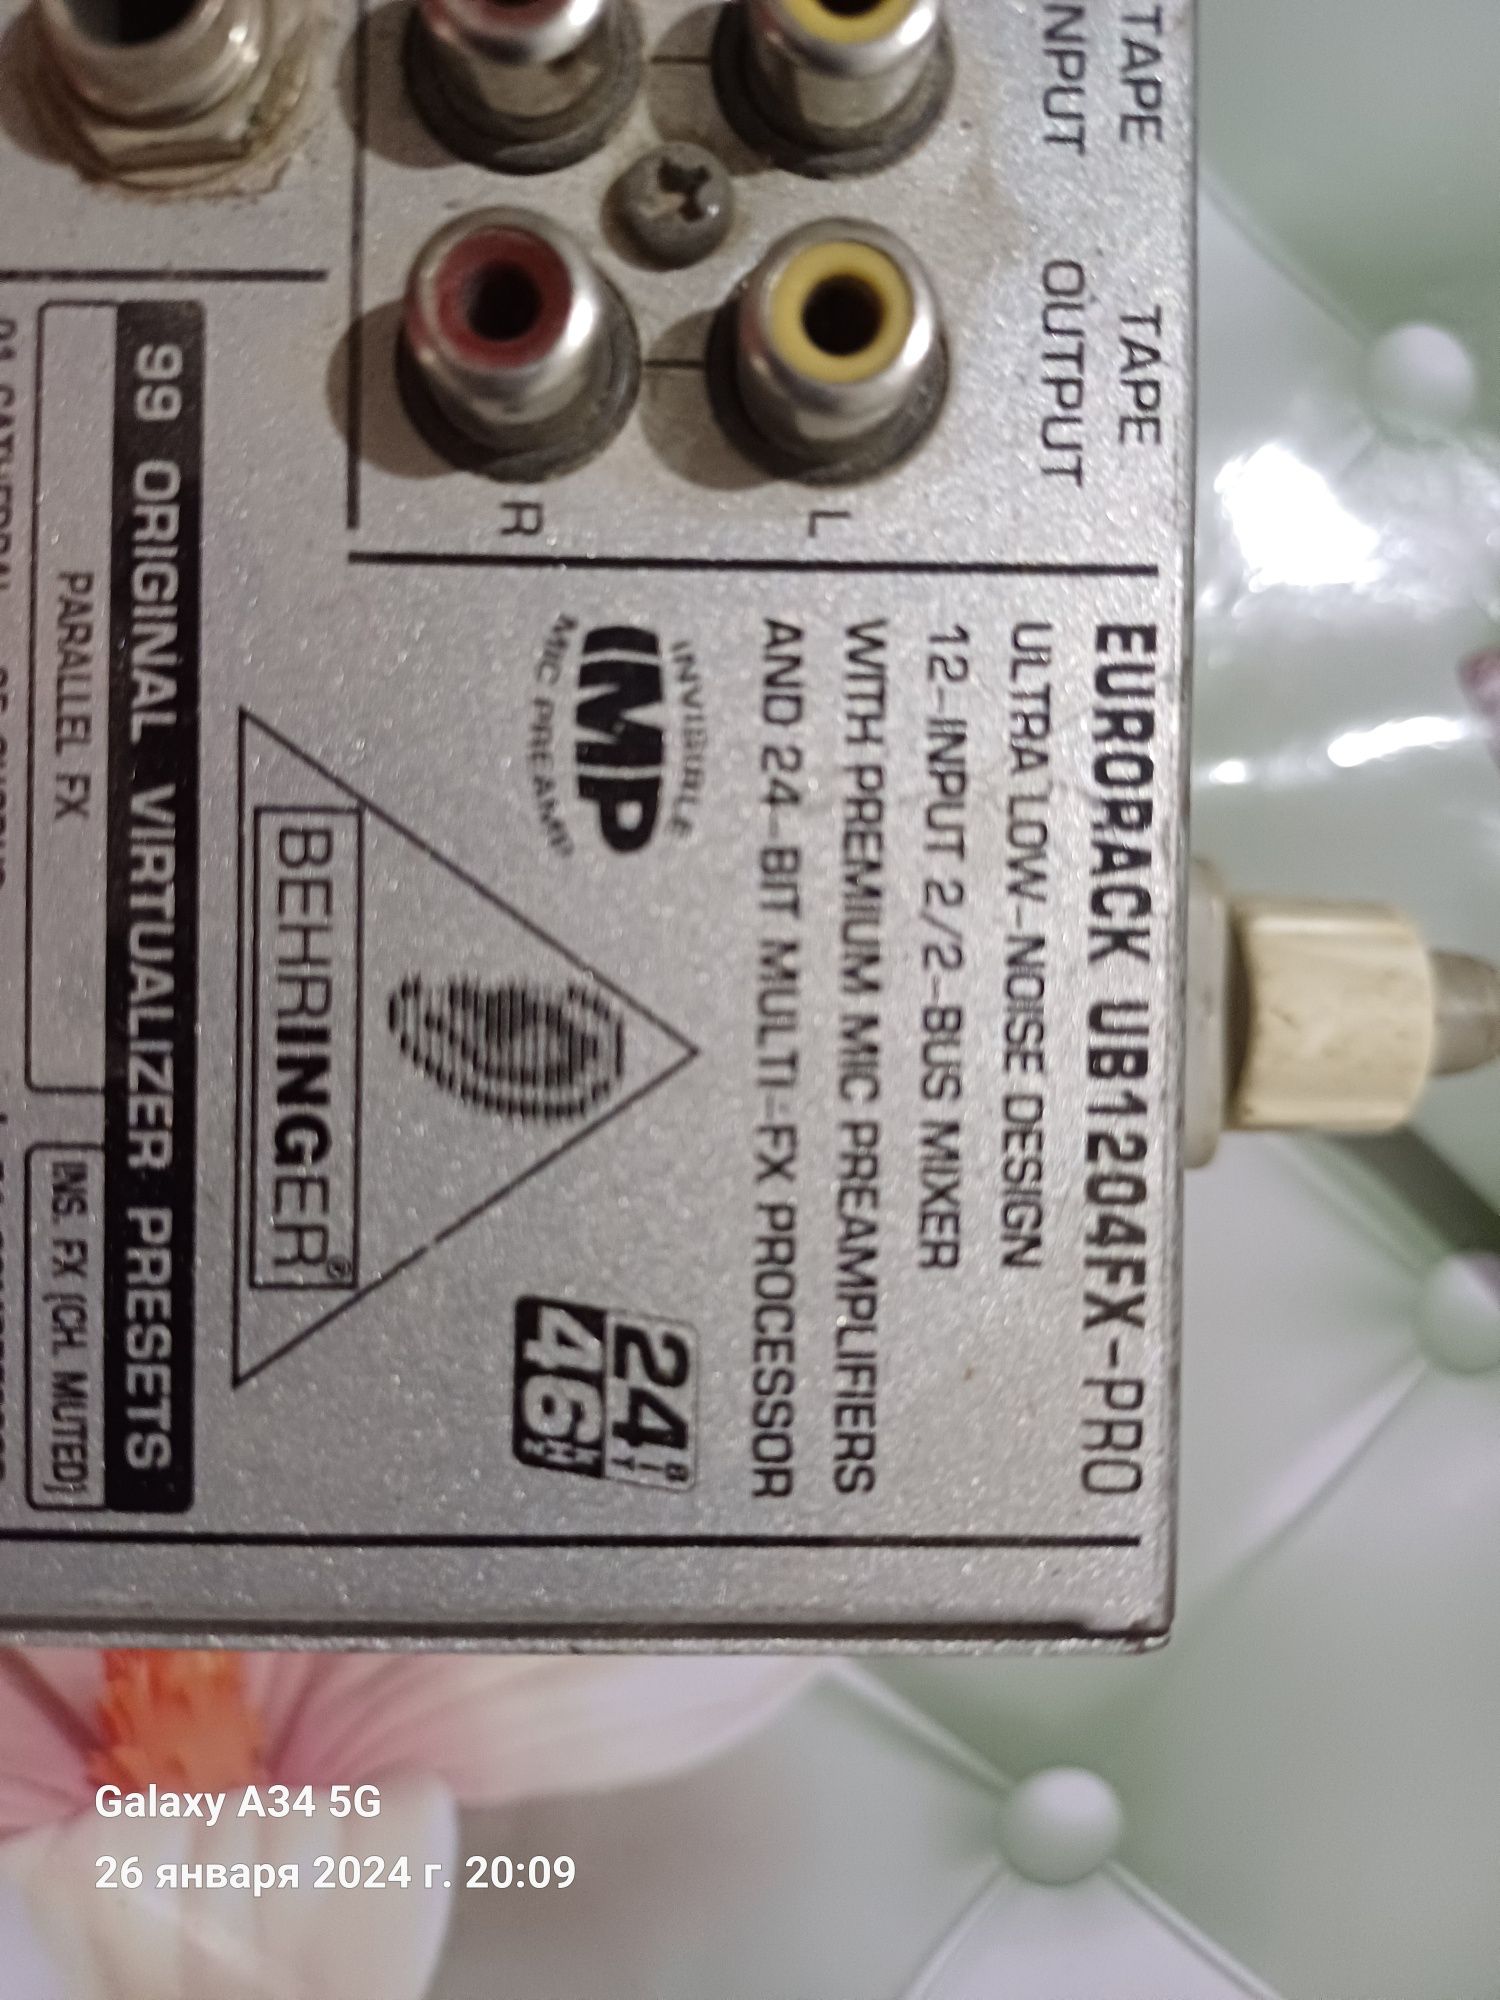 TAPE
INPUT
TAPE
OUTPUT
L
R
EURORACK UB1204FX-PRO
ULTRA LOW-NOISE DESIGN
12-INPUT 2/2-BUS MIXER
WITH PREMIUM MIC PREAMPLIFIERS
AND 24-BIT MULTI-FX PROCESSOR
INVISIBLE
IMP
MIC PREAMP
24 BIT
46 kHz
BEHRINGER®
99 ORIGINAL VIRTUALIZER PRESETS
PARALLEL FX
INS. FX (CH. MUTED)
Galaxy A34 5G
26 января 2024 г. 20:09